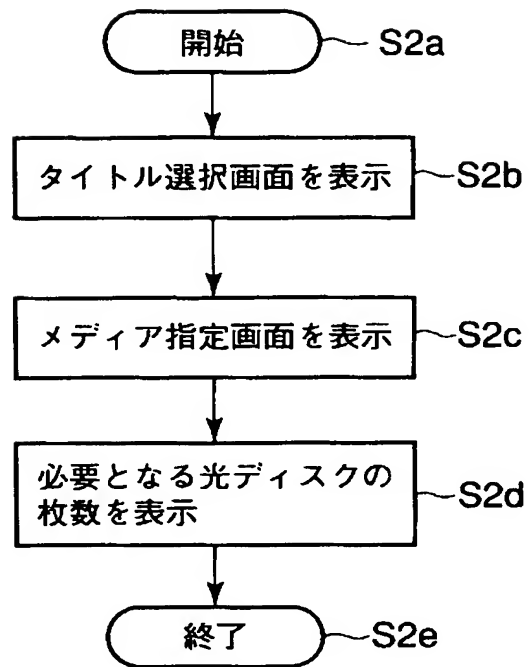 開始
S2a
タイトル選択画面を表示
S2b
メディア指定画面を表示
S2c
必要となる光ディスクの
枚数を表示
S2d
終了
S2e